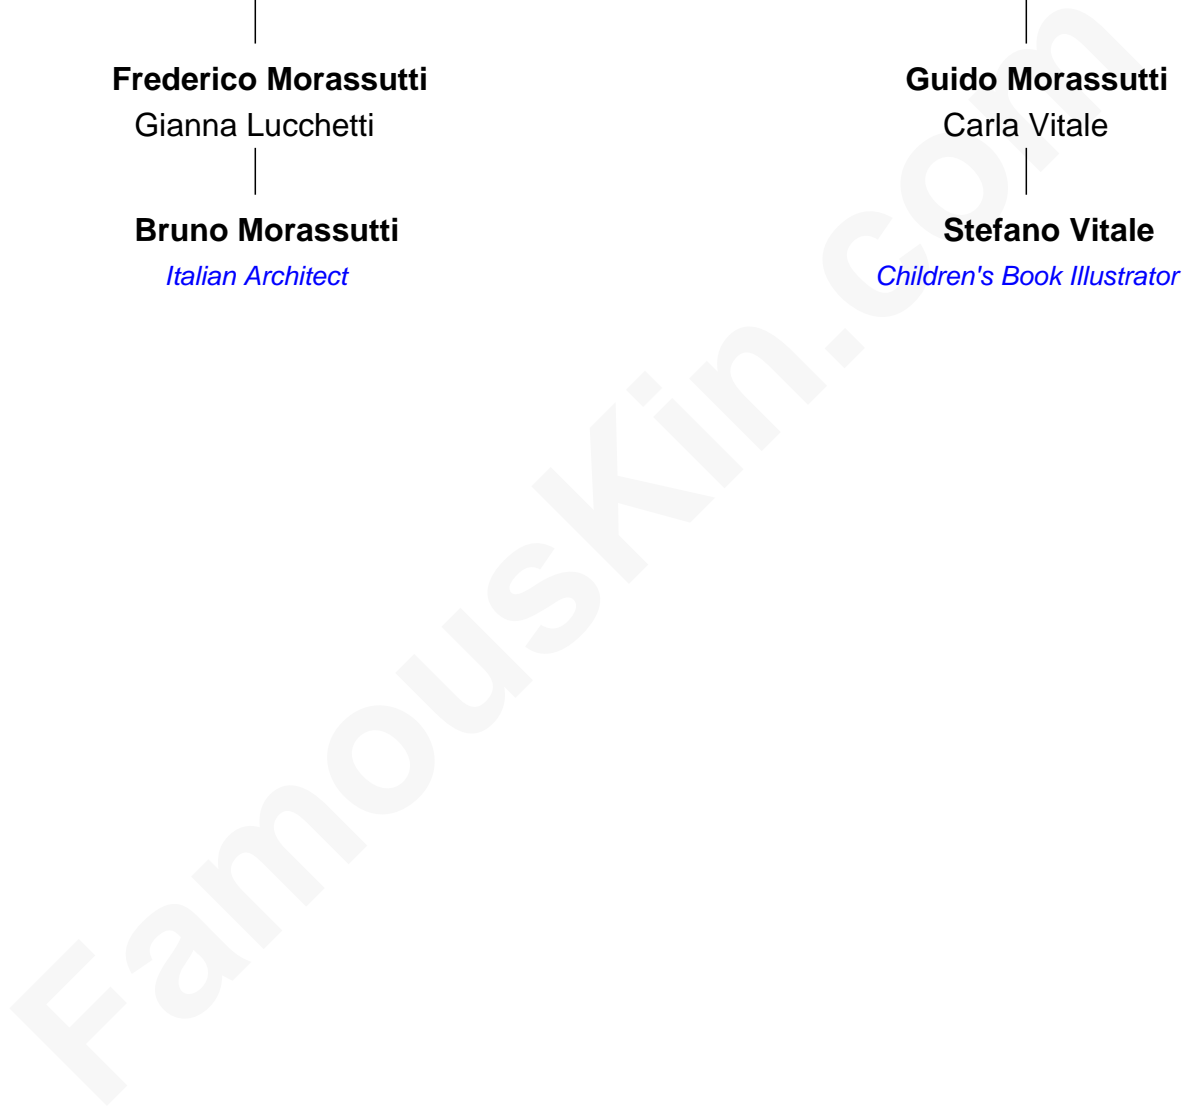 Frederico Morassutti
Gianna Lucchetti
Bruno Morassutti
Italian Architect
Guido Morassutti
Carla Vitale
Stefano Vitale
Children's Book Illustrator
FamousKin.com